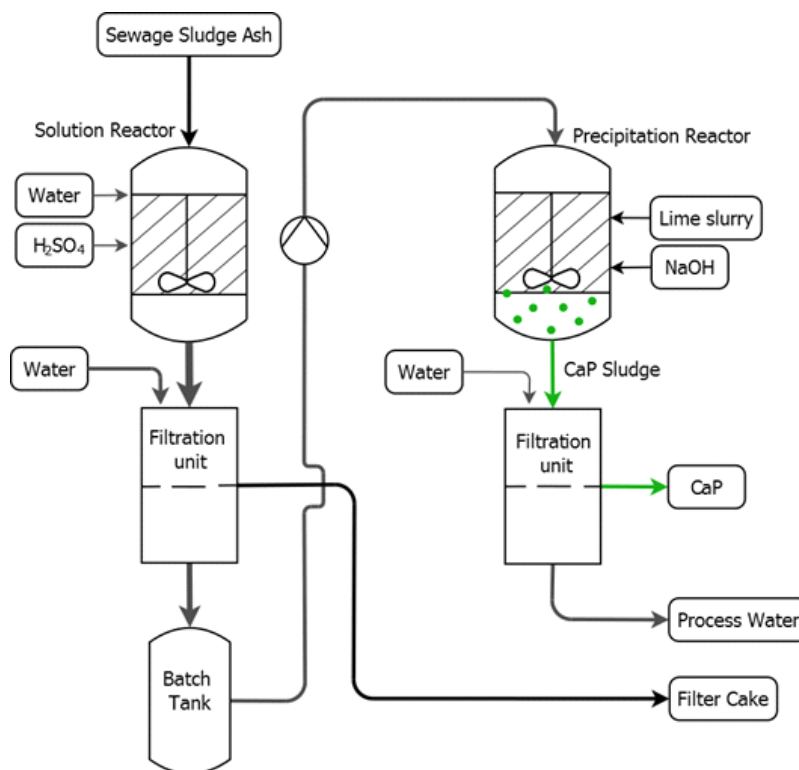 Sewage Sludge Ash
Solution Reactor
Precipitation Reactor
Water
Lime slurry
H₂SO₄
NaOH
Water
CaP Sludge
Water
Filtration
unit
Filtration
unit
CaP
Process Water
Batch
Tank
Filter Cake